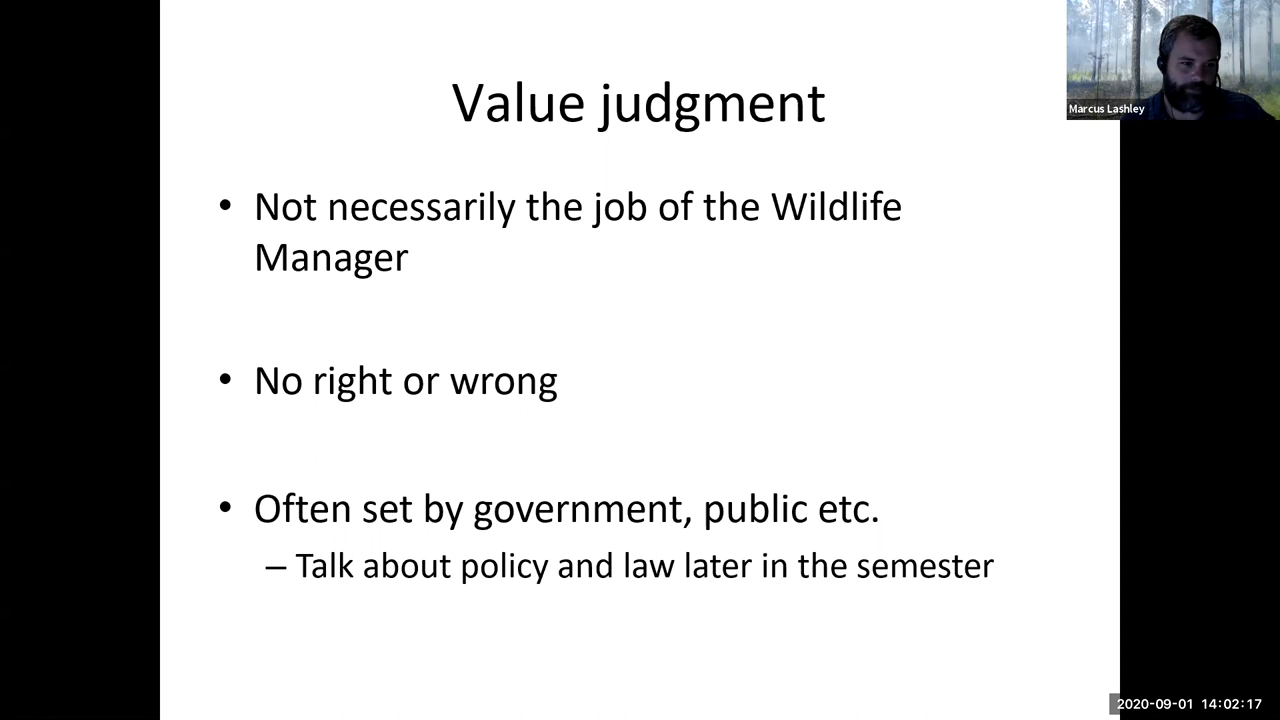 Value judgment
Marcus Lashley
• Not necessarily the job of the Wildlife
Manager
• No right or wrong
• Often set by government, public etc.
– Talk about policy and law later in the semester
2020-09-01 14:02:17